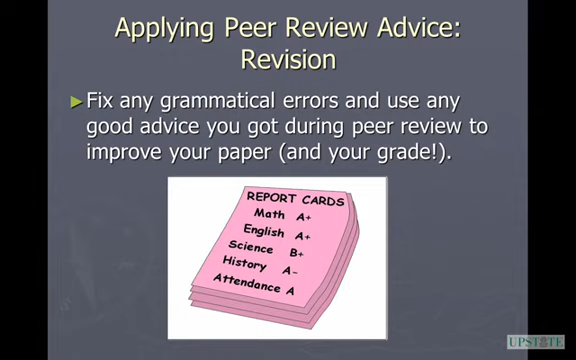 Applying Peer Review Advice:
Revision
Fix any grammatical errors and use any
good advice you got during peer review to
improve your paper (and your grade!).
REPORT CARDS
Math A+
English A+
Science B+
History A-
Attendance A
UPSTATE